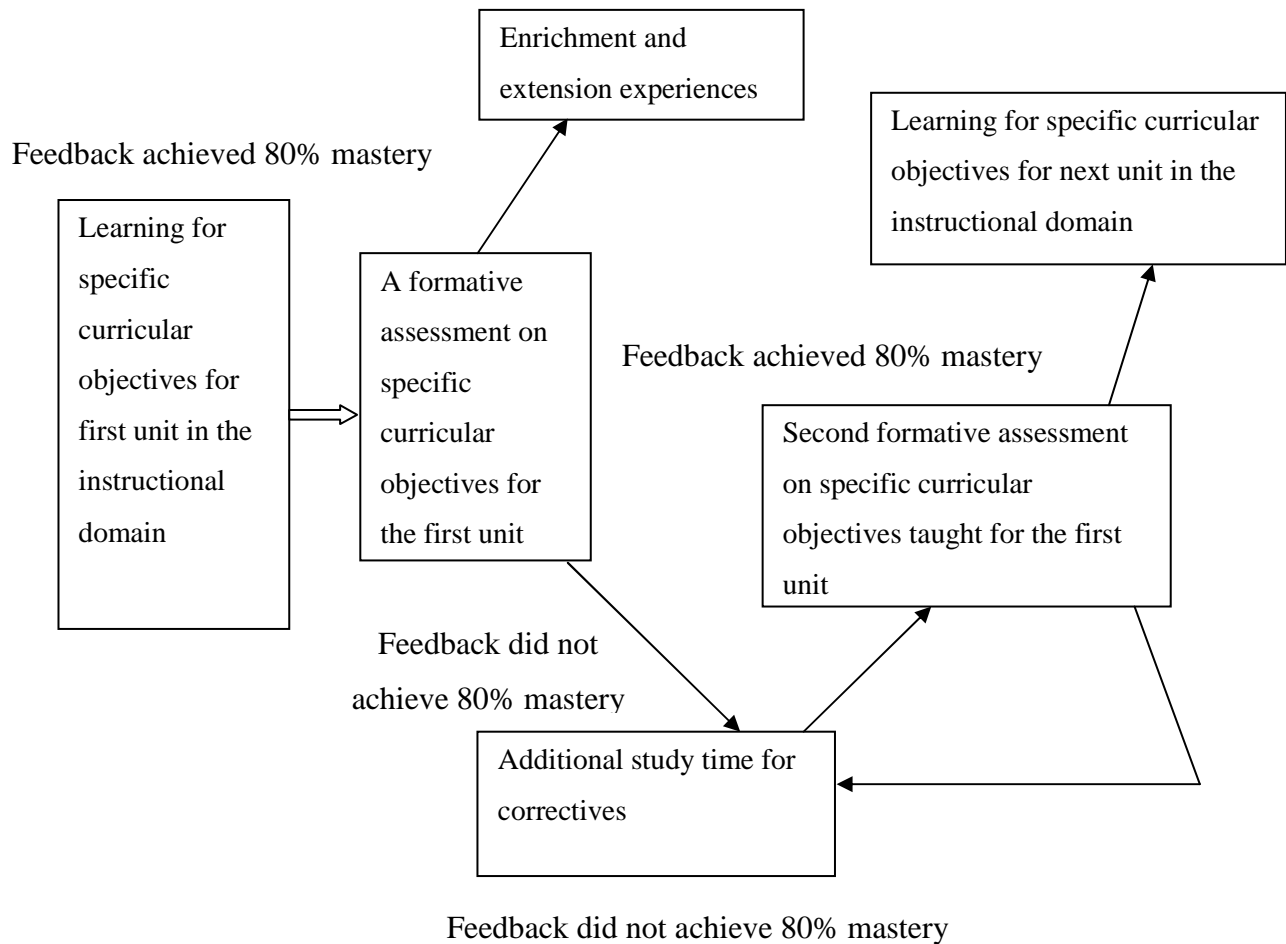 Enrichment and
extension experiences
Feedback achieved 80% mastery
Learning for
specific
curricular
objectives for
first unit in the
instructional
domain
A formative
assessment on
specific
curricular
objectives for
the first unit
Learning for specific curricular
objectives for next unit in the
instructional domain
Feedback achieved 80% mastery
Second formative assessment
on specific curricular
objectives taught for the first
unit
Feedback did not
achieve 80% mastery
Additional study time for
correctives
Feedback did not achieve 80% mastery